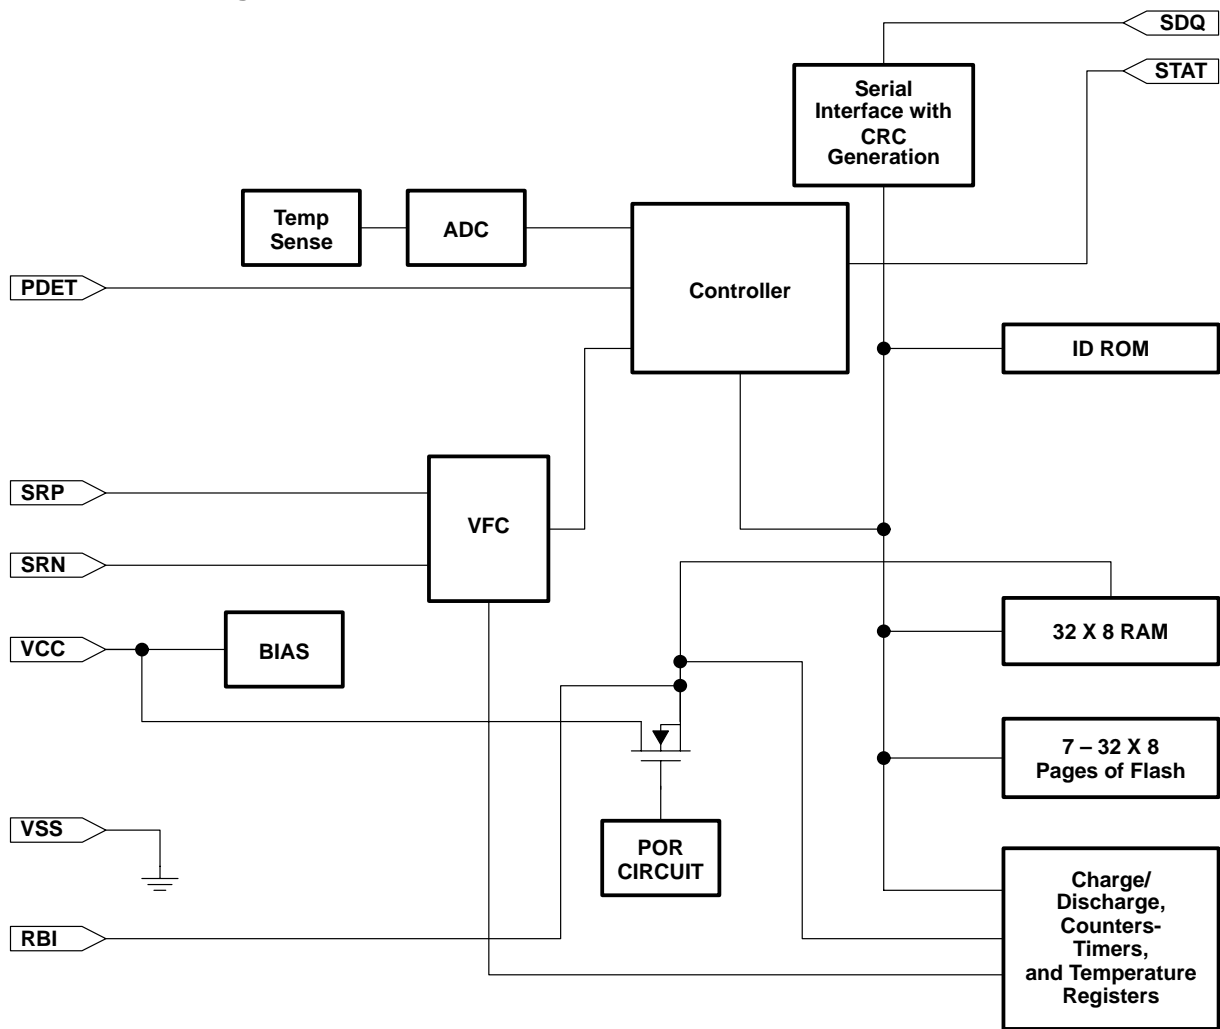 SDQ
STAT
Serial
Interface with
CRC
Generation
Temp
Sense
ADC
PDET
Controller
ID ROM
SRP
VFC
SRN
VCC
BIAS
32 X 8 RAM
7 – 32 X 8
Pages of Flash
VSS
POR
CIRCUIT
RBI
Charge/
Discharge,
Counters-
Timers,
and Temperature
Registers